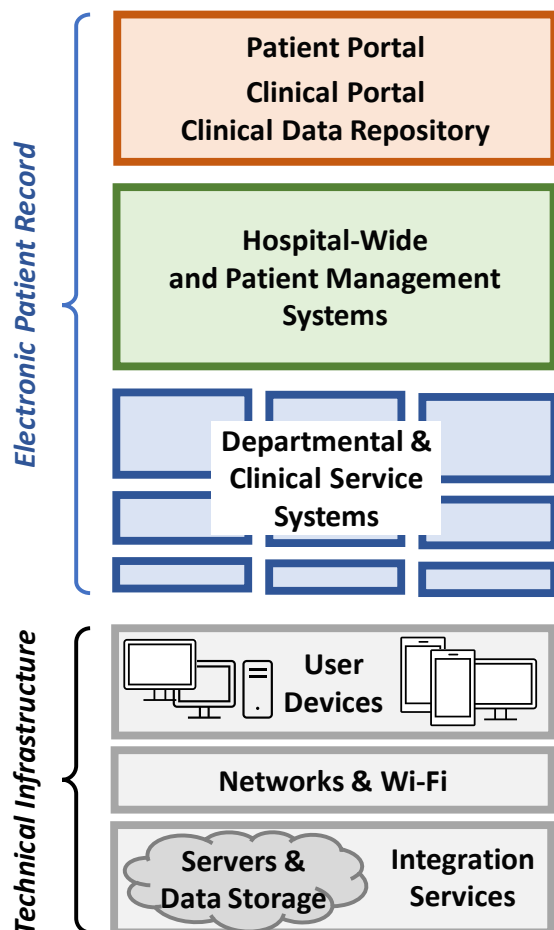 Electronic Patient Record
Patient Portal
Clinical Portal
Clinical Data Repository
Hospital-Wide
and Patient Management
Systems
Departmental &
Clinical Service
Systems
Technical Infrastructure
User
Devices
Networks & Wi-Fi
Servers &
Data Storage
Integration
Services